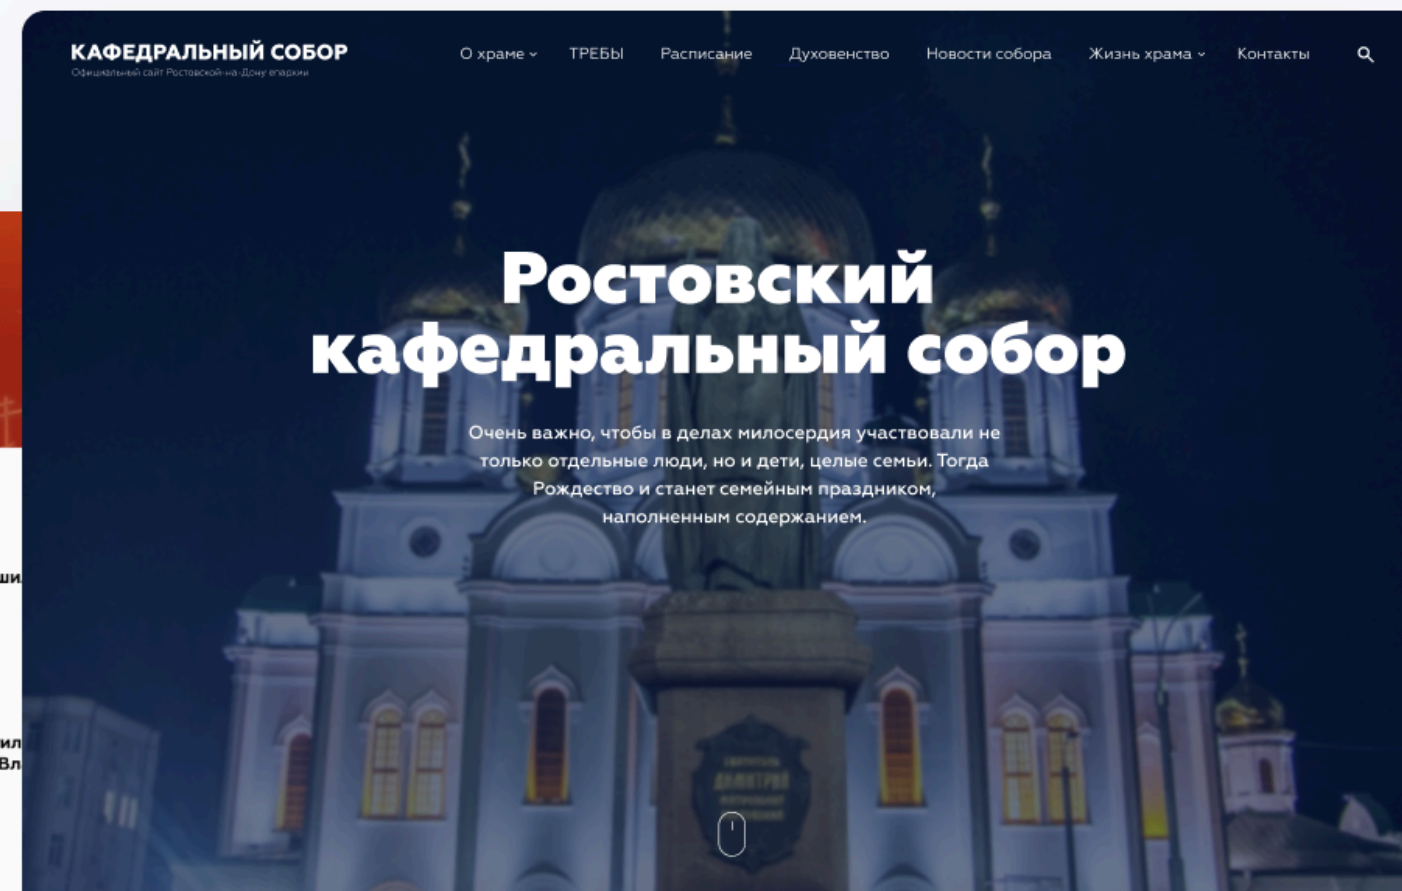 КАФЕДРАЛЬНЫЙ СОБОР
Официальный сайт Ростовской-на-Дону епархии
О храме
ТРЕБЫ
Расписание
Духовенство
Новости собора
Жизнь храма
Контакты
Ростовский
кафедральный собор
Очень важно, чтобы в делах милосердия участвовали не
только отдельные люди, но и дети, целые семьи. Тогда
Рождество и станет семейным праздником,
наполненным содержанием.
СВЯТИТЕЛЬ
ДИМИТРИЙ